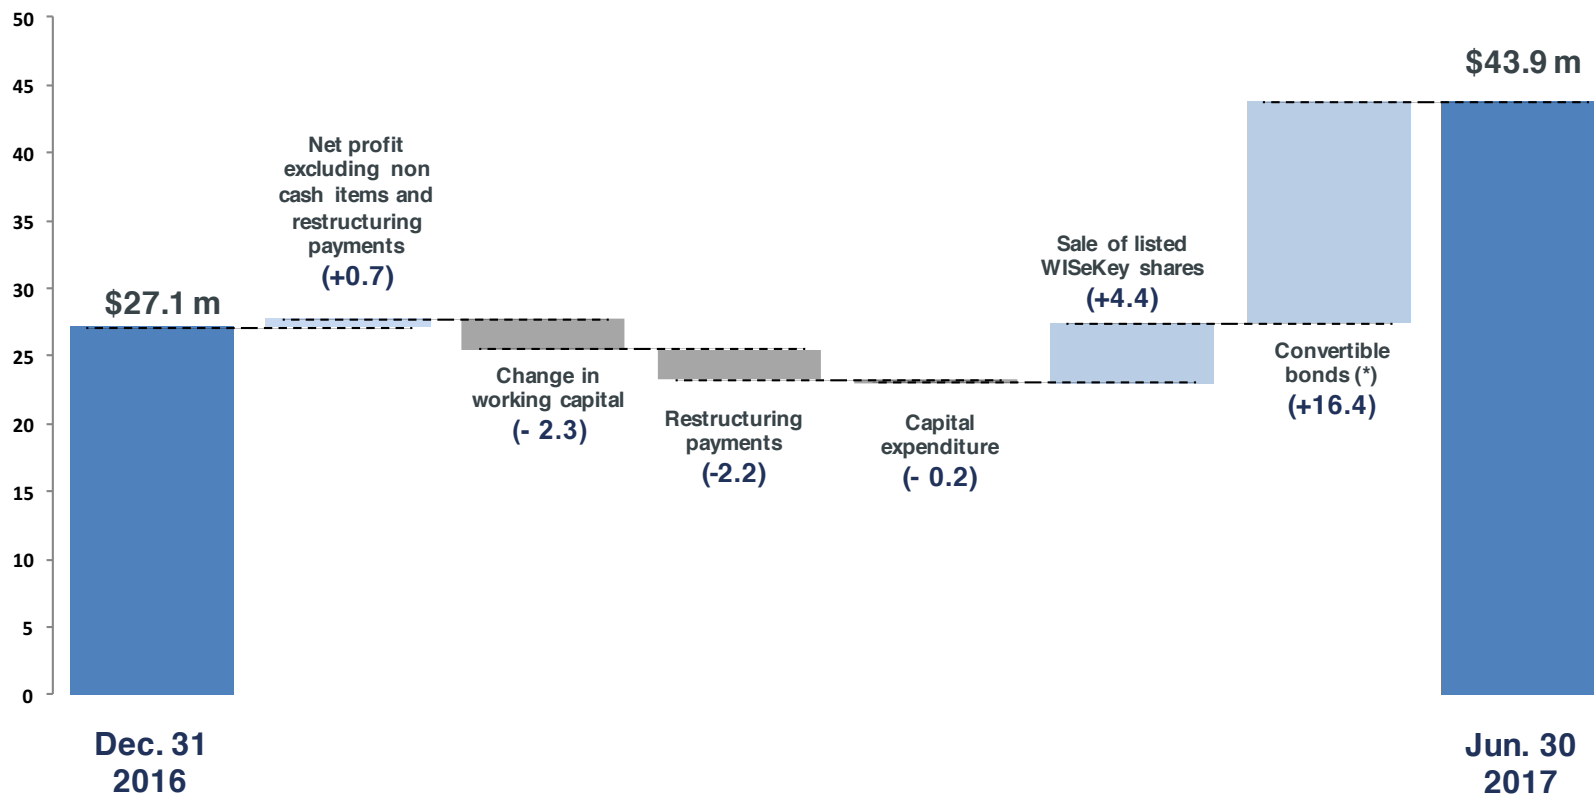 50
45
40
35
30
25
20
15
10
5
0
$27.1 m
Net profit
excluding non
cash items and
restructuring
payments
(+0.7)
Change in
working capital
(- 2.3)
Restructuring
payments
(-2.2)
Capital
expenditure
(- 0.2)
Sale of listed
WISeKey shares
(+4.4)
Convertible
bonds (*)
(+16.4)
$43.9 m
Dec. 31
2016
Jun. 30
2017